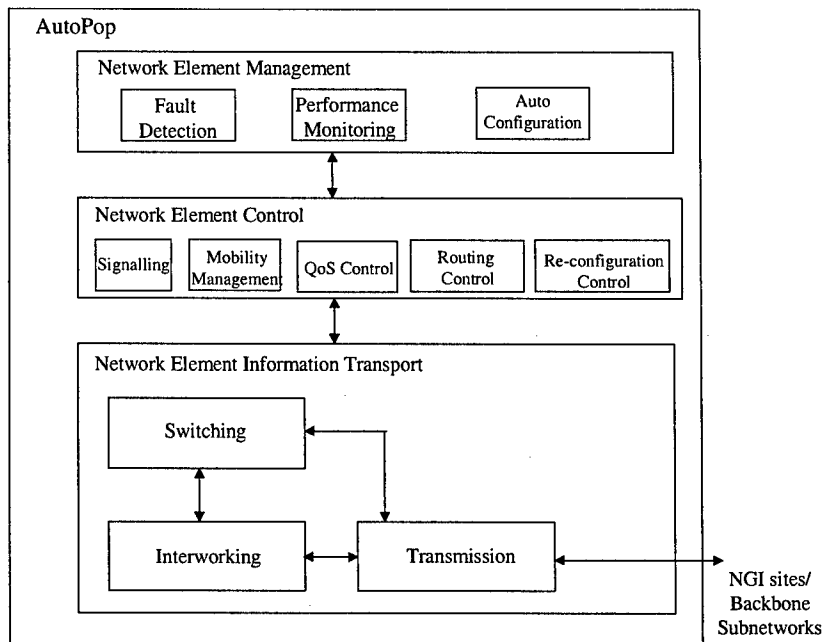 AutoPop
Network Element Management
Fault
Detection
Performance
Monitoring
Auto
Configuration
Network Element Control
Signalling
Mobility
Management
QoS Control
Routing
Control
Re-configuration
Control
Network Element Information Transport
Switching
Interworking
Transmission
NGI sites/
Backbone
Subnetworks